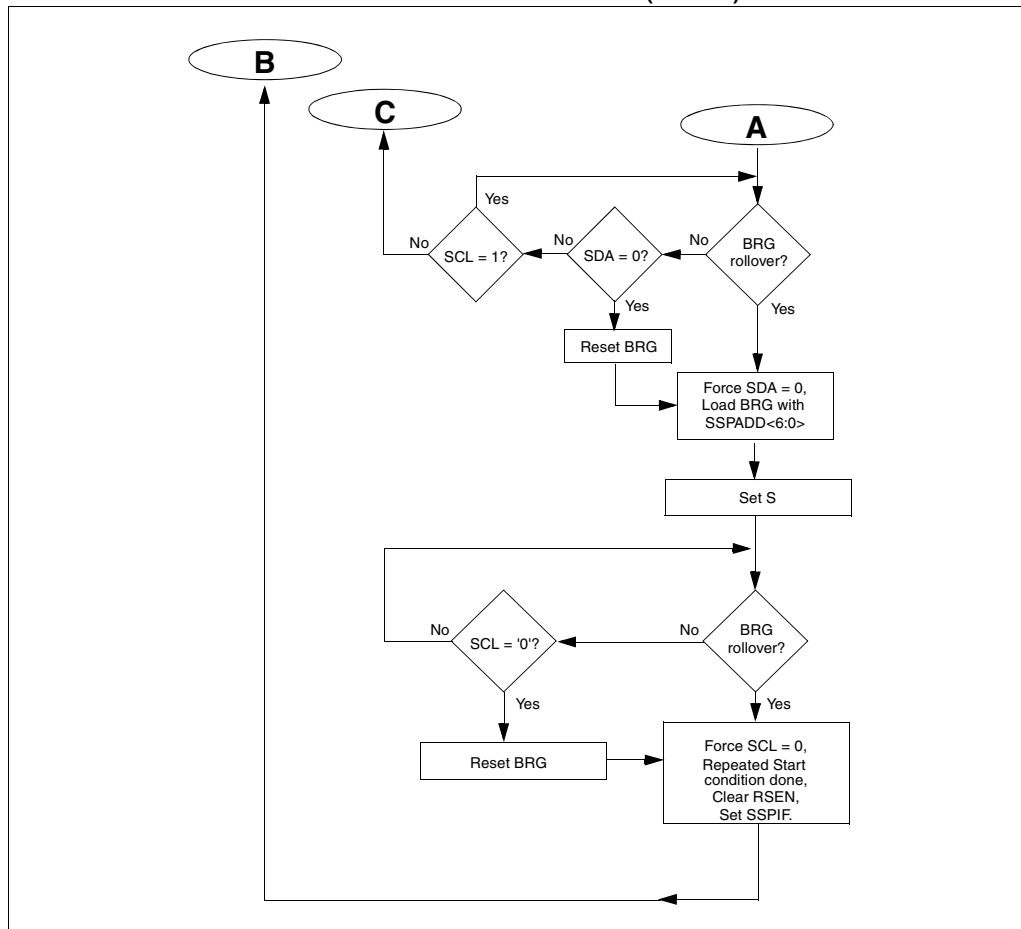 B
C
A
Yes
No
SCL = 1?
No
SDA = 0?
No
BRG
rollover?
Yes
Yes
Reset BRG
Force SDA = 0,
Load BRG with
SSPADD<6:0>
Set S
No
SCL = '0'?
No
BRG
rollover?
Yes
Yes
Reset BRG
Force SCL = 0,
Repeated Start
condition done,
Clear RSEN,
Set SSPIF.